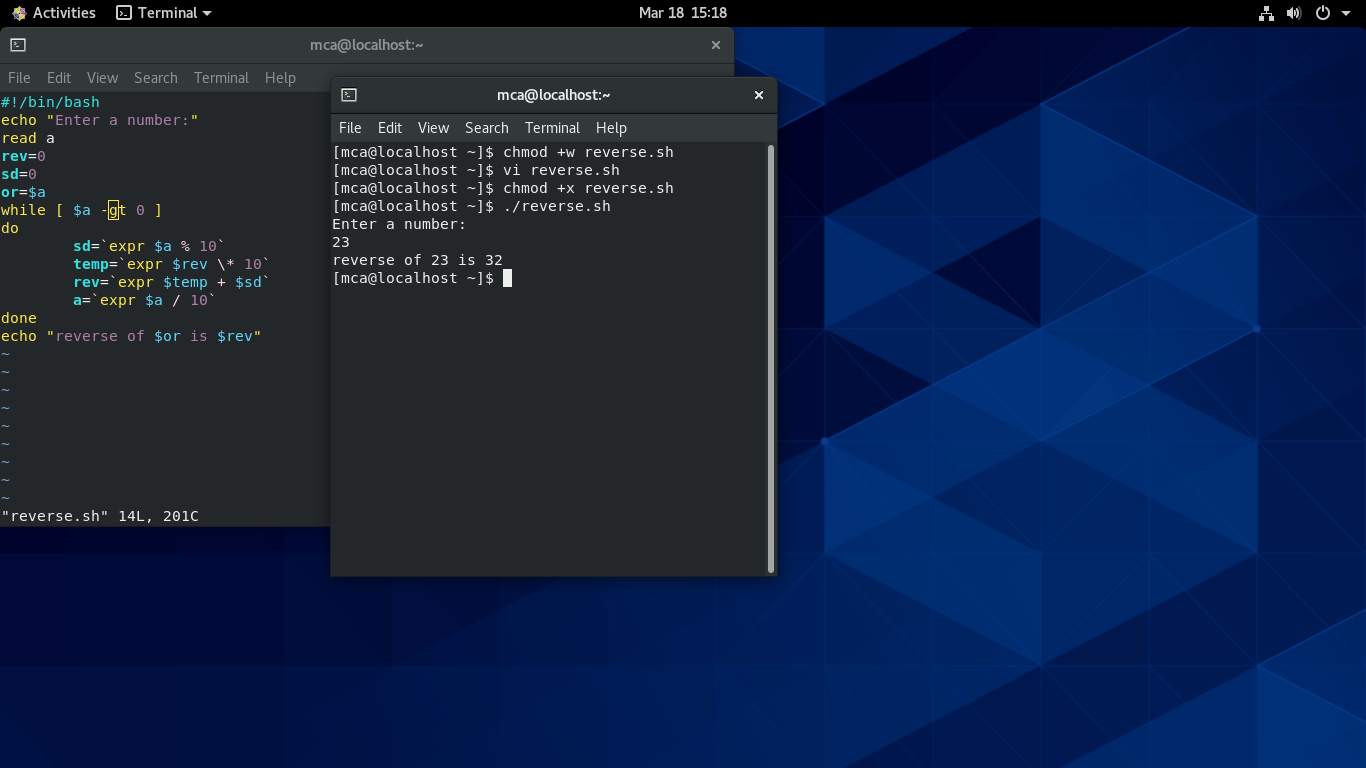 Activities Terminal Mar 18 15:18
mca@localhost:~
File Edit View Search Terminal Help
#!/bin/bash
echo "Enter a number:"
read a
rev=0
sd=0
or=$a
while [ $a -gt 0 ]
do
        sd=`expr $a % 10`
        temp=`expr $rev \* 10`
        rev=`expr $temp + $sd`
        a=`expr $a / 10`
done
echo "reverse of $or is $rev"
~
~
~
~
~
~
~
~
~
"reverse.sh" 14L, 201C
mca@localhost:~
File Edit View Search Terminal Help
[mca@localhost ~]$ chmod +w reverse.sh
[mca@localhost ~]$ vi reverse.sh
[mca@localhost ~]$ chmod +x reverse.sh
[mca@localhost ~]$ ./reverse.sh
Enter a number:
23
reverse of 23 is 32
[mca@localhost ~]$